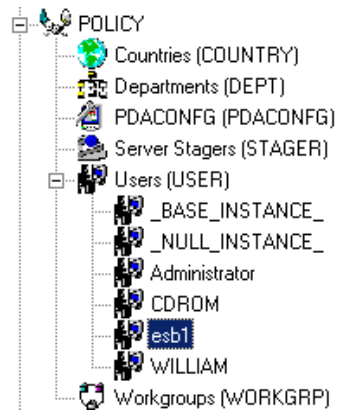 POLICY
Countries (COUNTRY)
Departments (DEPT)
PDACONFG (PDACONFG)
Server Stagers (STAGER)
Users (USER)
_BASE_INSTANCE_
_NULL_INSTANCE_
Administrator
CDROM
esb1
WILLIAM
Workgroups (WORKGRP)